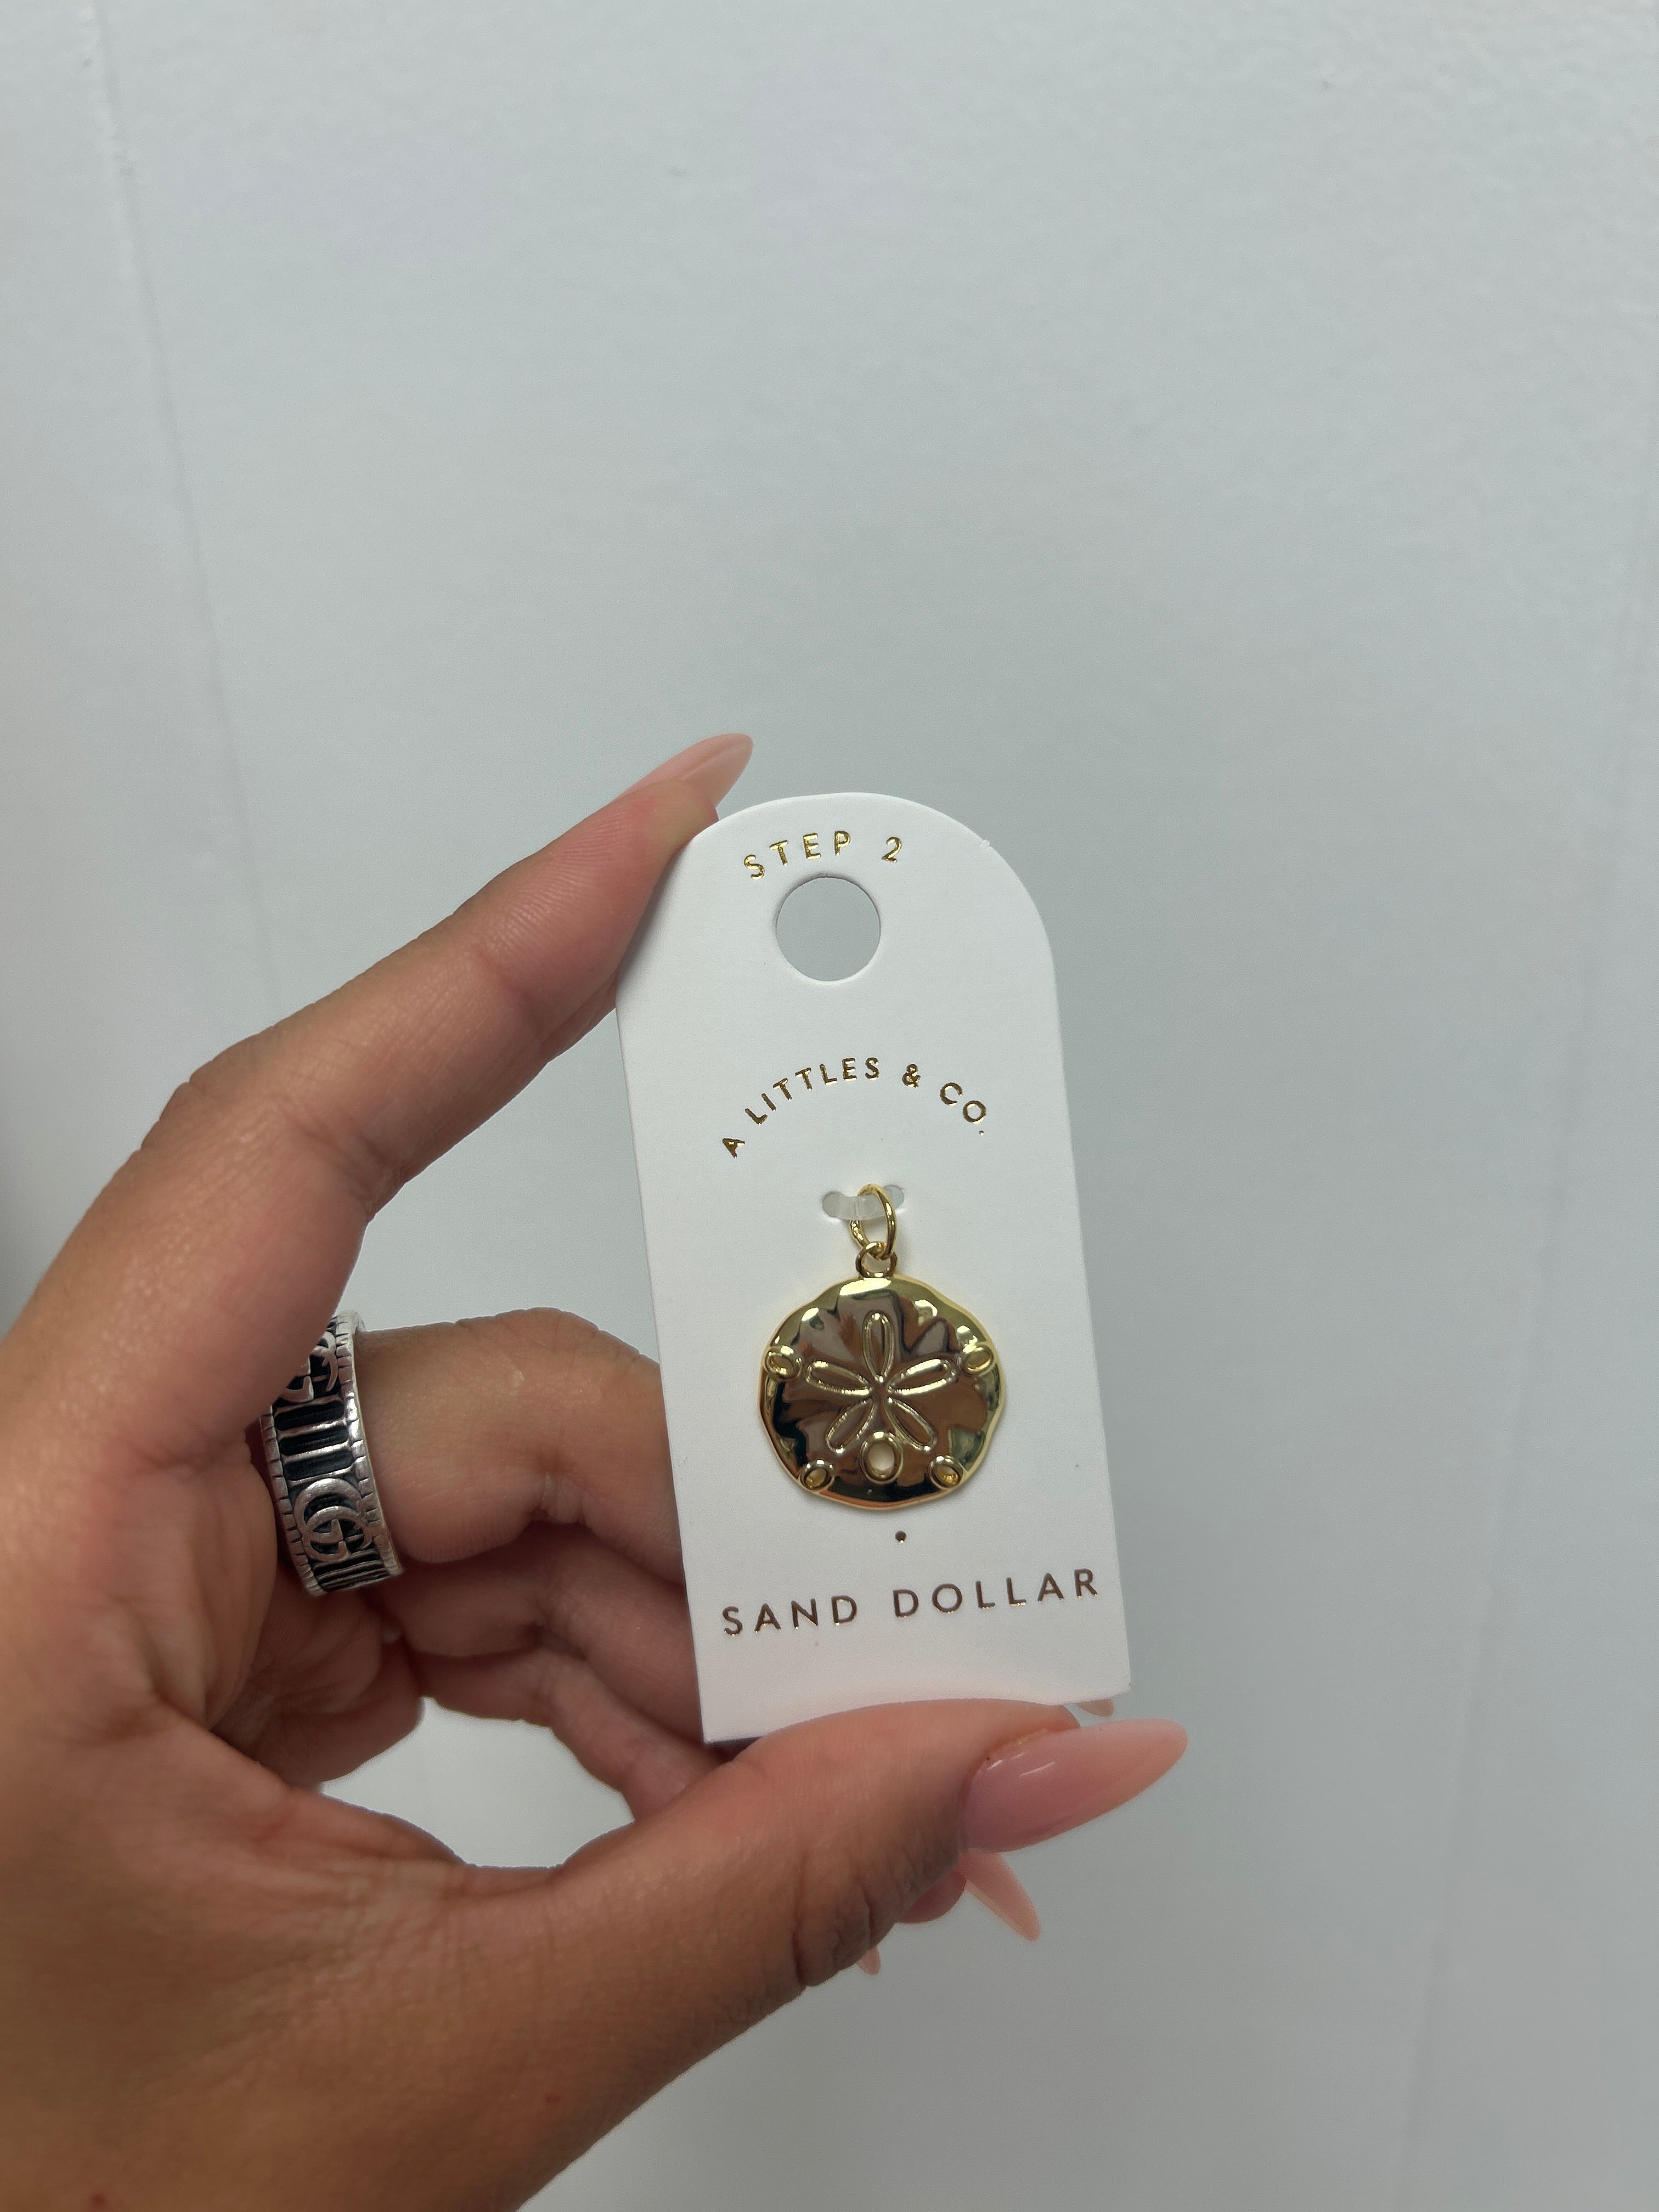 STEP 2
A LITTLES & CO.
SAND DOLLAR